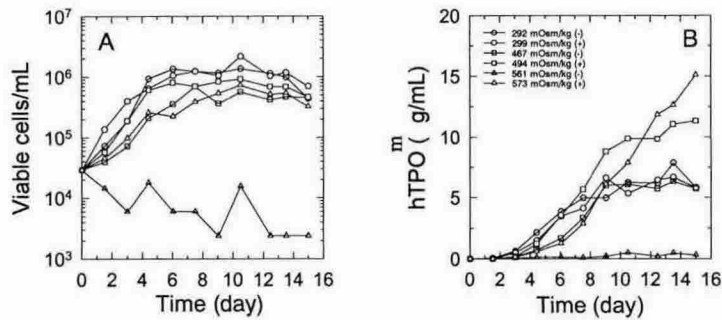 A
Viable cells/mL
10⁷
10⁶
10⁵
10⁴
10³
0 2 4 6 8 10 12 14 16
Time (day)
B
292 mOsm/kg (-)
299 mOsm/kg (+)
467 mOsm/kg (-)
494 mOsm/kg (+)
561 mOsm/kg (-)
573 mOsm/kg (+)
hTPO ( g/mL)
m
20
15
10
5
0
0 2 4 6 8 10 12 14 16
Time (day)